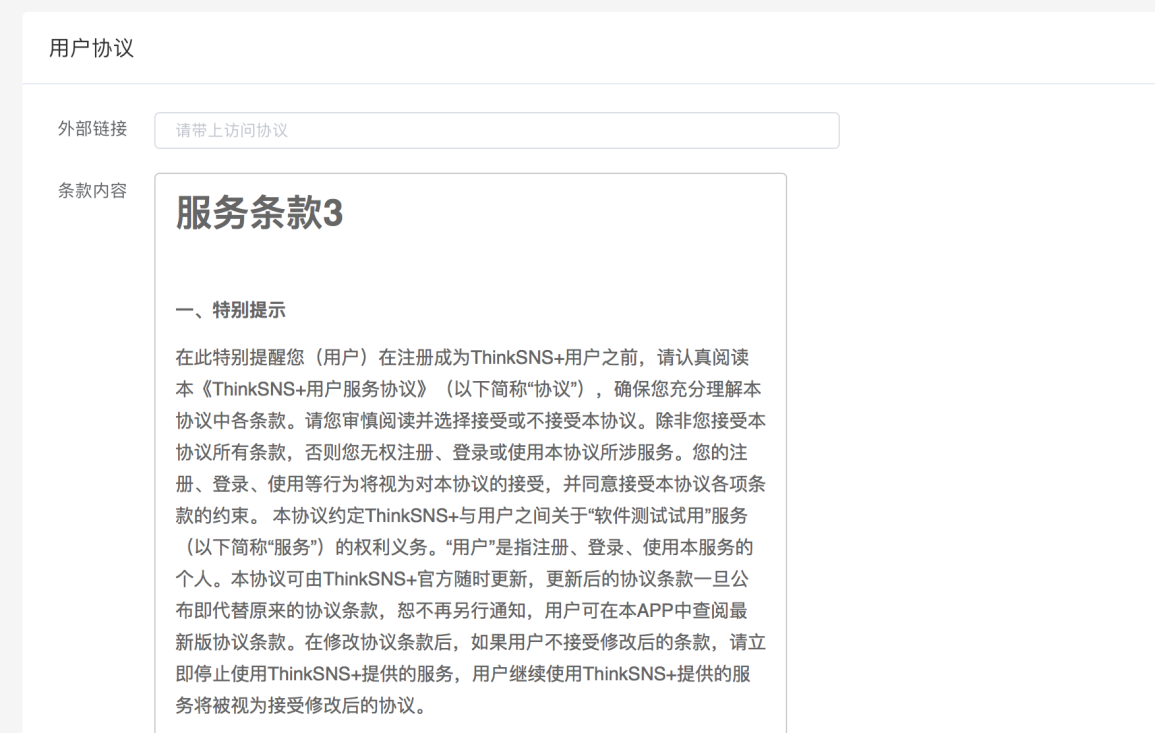 用户协议
外部链接
请带上访问协议
条款内容
服务条款3
一、特别提示
在此特别提醒您（用户）在注册成为ThinkSNS+用户之前，请认真阅读
本《ThinkSNS+用户服务协议》（以下简称“协议”），确保您充分理解本
协议中各条款。请您审慎阅读并选择接受或不接受本协议。除非您接受本
协议所有条款，否则您无权注册、登录或使用本协议所涉服务。您的注
册、登录、使用等行为将视为对本协议的接受，并同意接受本协议各项条
款的约束。 本协议约定ThinkSNS+与用户之间关于“软件测试试用”服务
（以下简称“服务”）的权利义务。“用户”是指注册、登录、使用本服务的
个人。本协议可由ThinkSNS+官方随时更新，更新后的协议条款一旦公
布即代替原来的协议条款，恕不再另行通知，用户可在本APP中查阅最
新版协议条款。在修改协议条款后，如果用户不接受修改后的条款，请立
即停止使用ThinkSNS+提供的服务，用户继续使用ThinkSNS+提供的服
务将被视为接受修改后的协议。